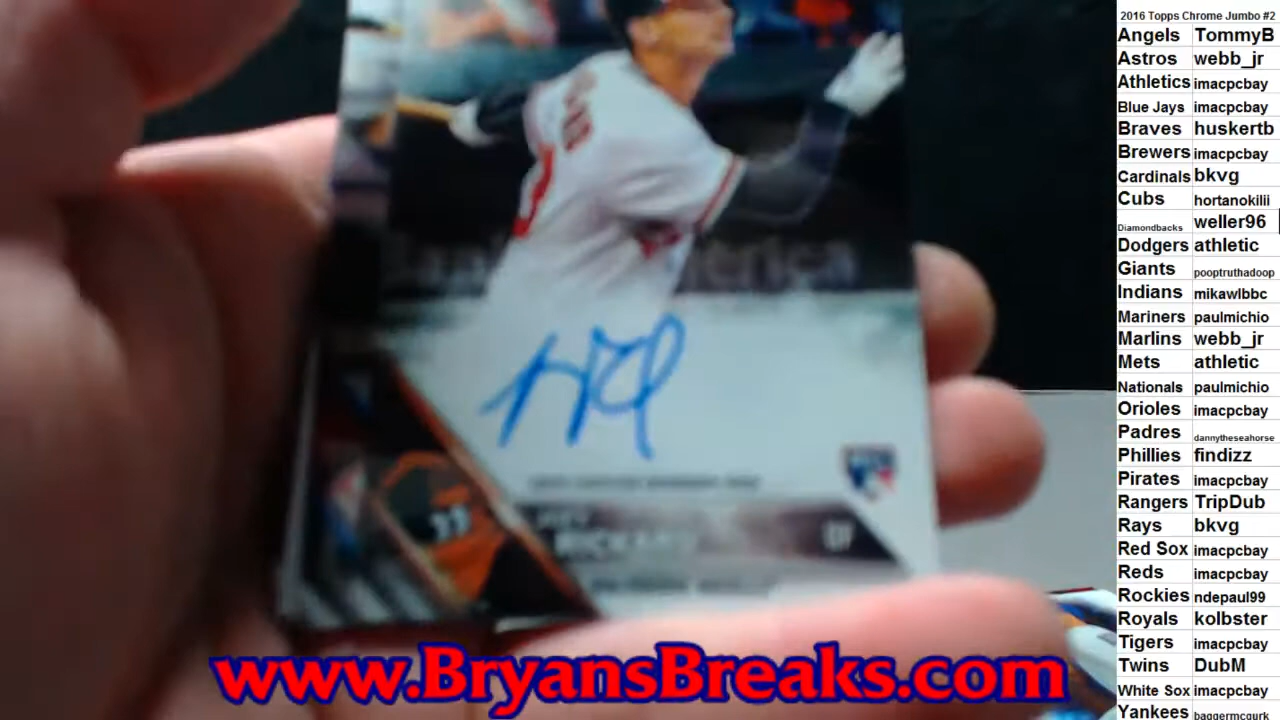 2016 Topps Chrome Jumbo #2
Angels TommyB
Astros webb_jr
Athletics imacpcbay
Blue Jays imacpcbay
Braves huskertb
Brewers imacpcbay
Cardinals bkvg
Cubs hortanokilii
Diamondbacks weller96
Dodgers athletic
Giants pooptruthadoop
Indians mikawlbbc
Mariners paulmichio
Marlins webb_jr
Mets athletic
Nationals paulmichio
Orioles imacpcbay
Padres dannytheseahorse
Phillies findizz
Pirates imacpcbay
Rangers TripDub
Rays bkvg
Red Sox imacpcbay
Reds imacpcbay
Rockies ndepaul99
Royals kolbster
Tigers imacpcbay
Twins DubM
White Sox imacpcbay
Yankees baggermcgurk
RICKARD
OF
www.BryansBreaks.com